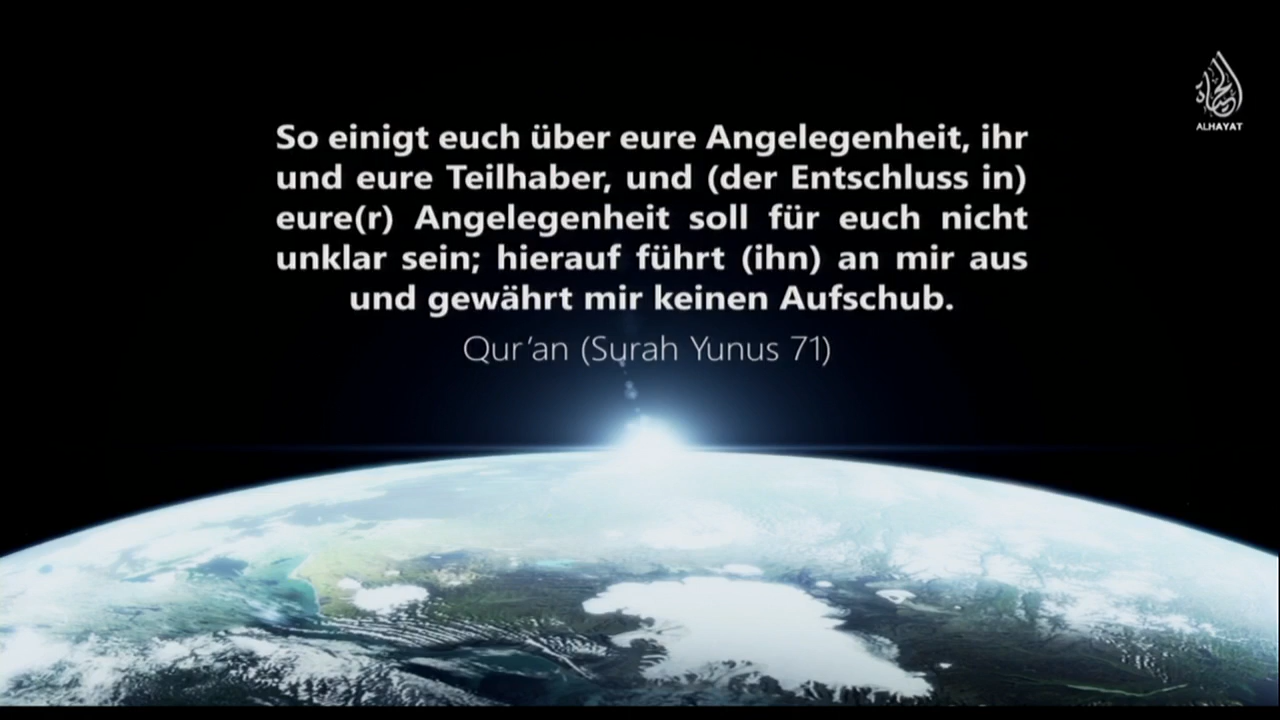 الحياة
ALHAYAT
So einigt euch über eure Angelegenheit, ihr
und eure Teilhaber, und (der Entschluss in)
eure(r) Angelegenheit soll für euch nicht
unklar sein; hierauf führt (ihn) an mir aus
und gewährt mir keinen Aufschub.
Qur’an (Surah Yunus 71)